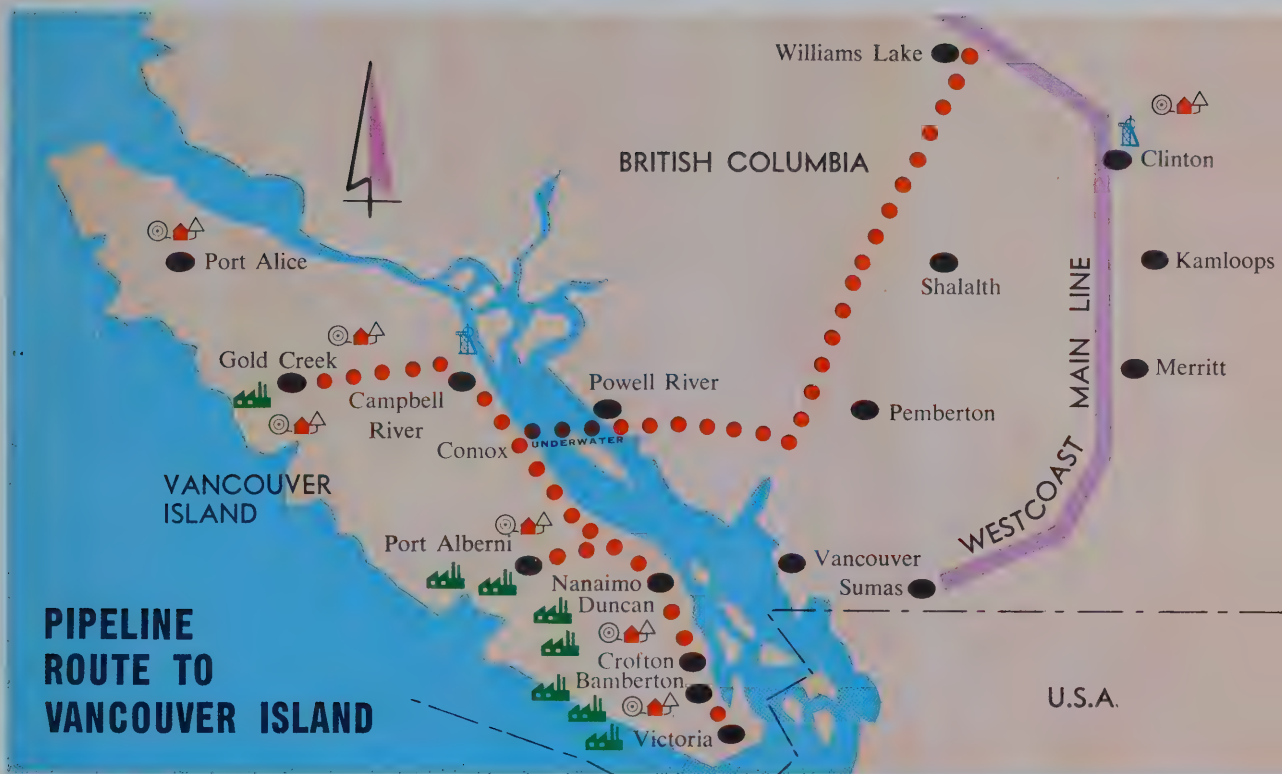 Williams Lake
BRITISH COLUMBIA
Clinton
Port Alice
Shalalth
Kamloops
MAIN LINE
WESTCOAST
Gold Creek
Campbell
River
Powell River
Pemberton
Merritt
Comox
UNDERWATER
VANCOUVER
ISLAND
Port Alberni
Nanaimo
Vancouver
Sumas
Duncan
Crofton
Bamberton
Victoria
U.S.A.
PIPELINE
ROUTE TO
VANCOUVER ISLAND